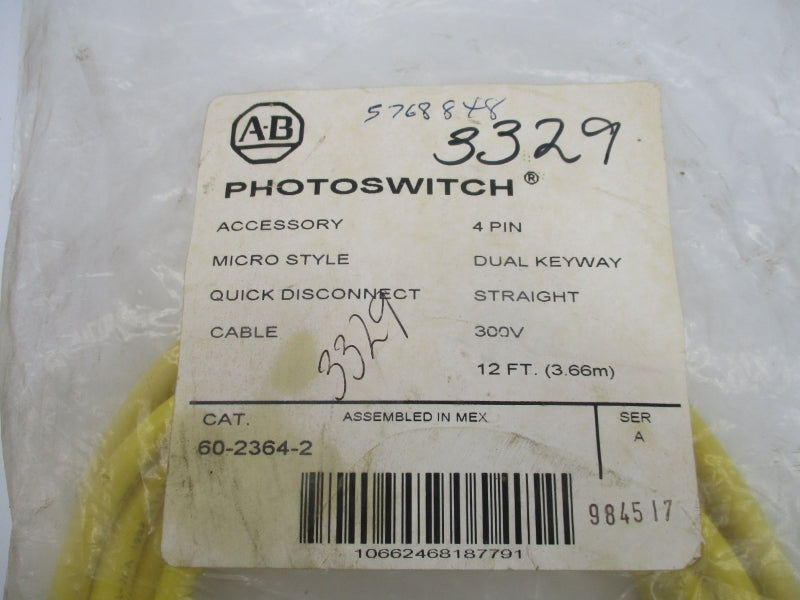 5768848
3329
A-B
PHOTOSWITCH®
ACCESSORY 4 PIN
MICRO STYLE DUAL KEYWAY
QUICK DISCONNECT STRAIGHT
CABLE 300V
3329
12 FT. (3.66m)
CAT. ASSEMBLED IN MEX SER
A
60-2364-2
984517
10662468187791